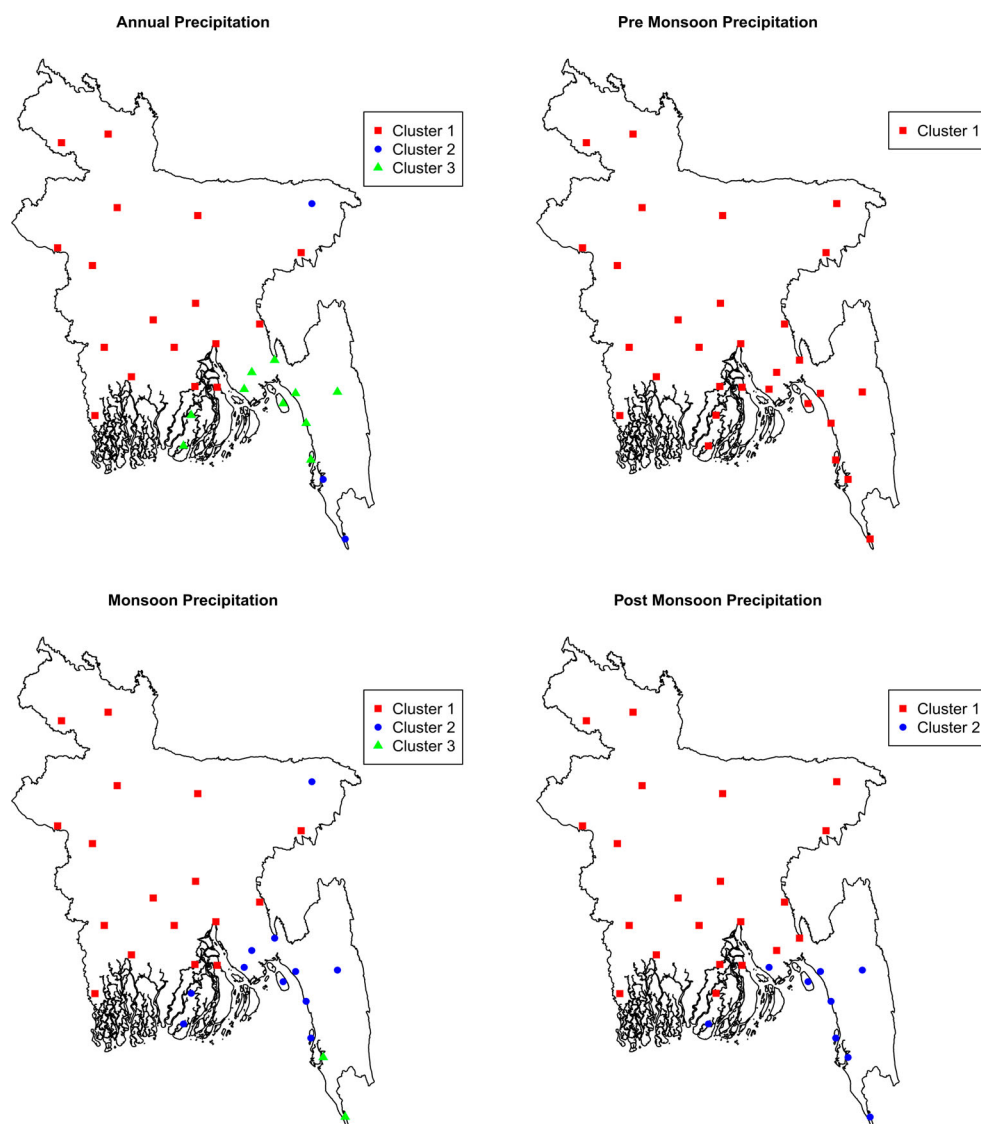 Annual Precipitation
Cluster 1
Cluster 2
Cluster 3
Pre Monsoon Precipitation
Cluster 1
Monsoon Precipitation
Cluster 1
Cluster 2
Cluster 3
Post Monsoon Precipitation
Cluster 1
Cluster 2